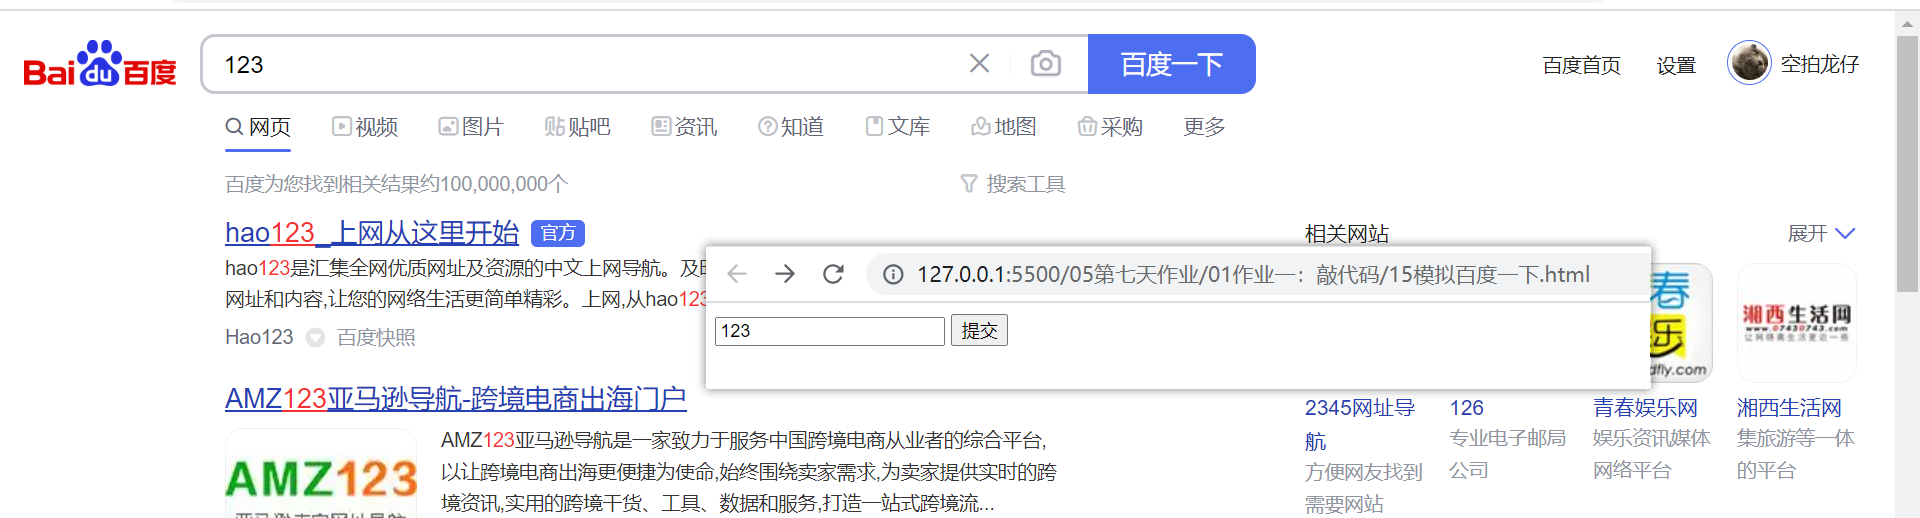 Bai du 百度
123
百度一下
百度首页
设置
空拍龙仔
网页
视频
图片
贴吧
资讯
知道
文库
地图
采购
更多
百度为您找到相关结果约100,000,000个
搜索工具
hao123_上网从这里开始 官方
hao123是汇集全网优质网址及资源的中文上网导航。及
网址和内容,让您的网络生活更简单精彩。上网,从hao123
Hao123 百度快照
AMZ123亚马逊导航-跨境电商出海门户
AMZ123
AMZ123亚马逊导航是一家致力于服务中国跨境电商从业者的综合平台,
以让跨境电商出海更便捷为使命,始终围绕卖家需求,为卖家提供实时的跨
境资讯,实用的跨境干货、工具、数据和服务,打造一站式跨境流...
127.0.0.1:5500/05第七天作业/01作业一：敲代码/15模拟百度一下.html
123
提交
相关网站
展开
春
乐
dfly.com
湘西生活网
www.07430743.com
让网络离生活更近一些
2345网址导
航
方便网友找到
需要网站
126
专业电子邮局
公司
青春娱乐网
娱乐资讯媒体
网络平台
湘西生活网
集旅游等一体
的平台